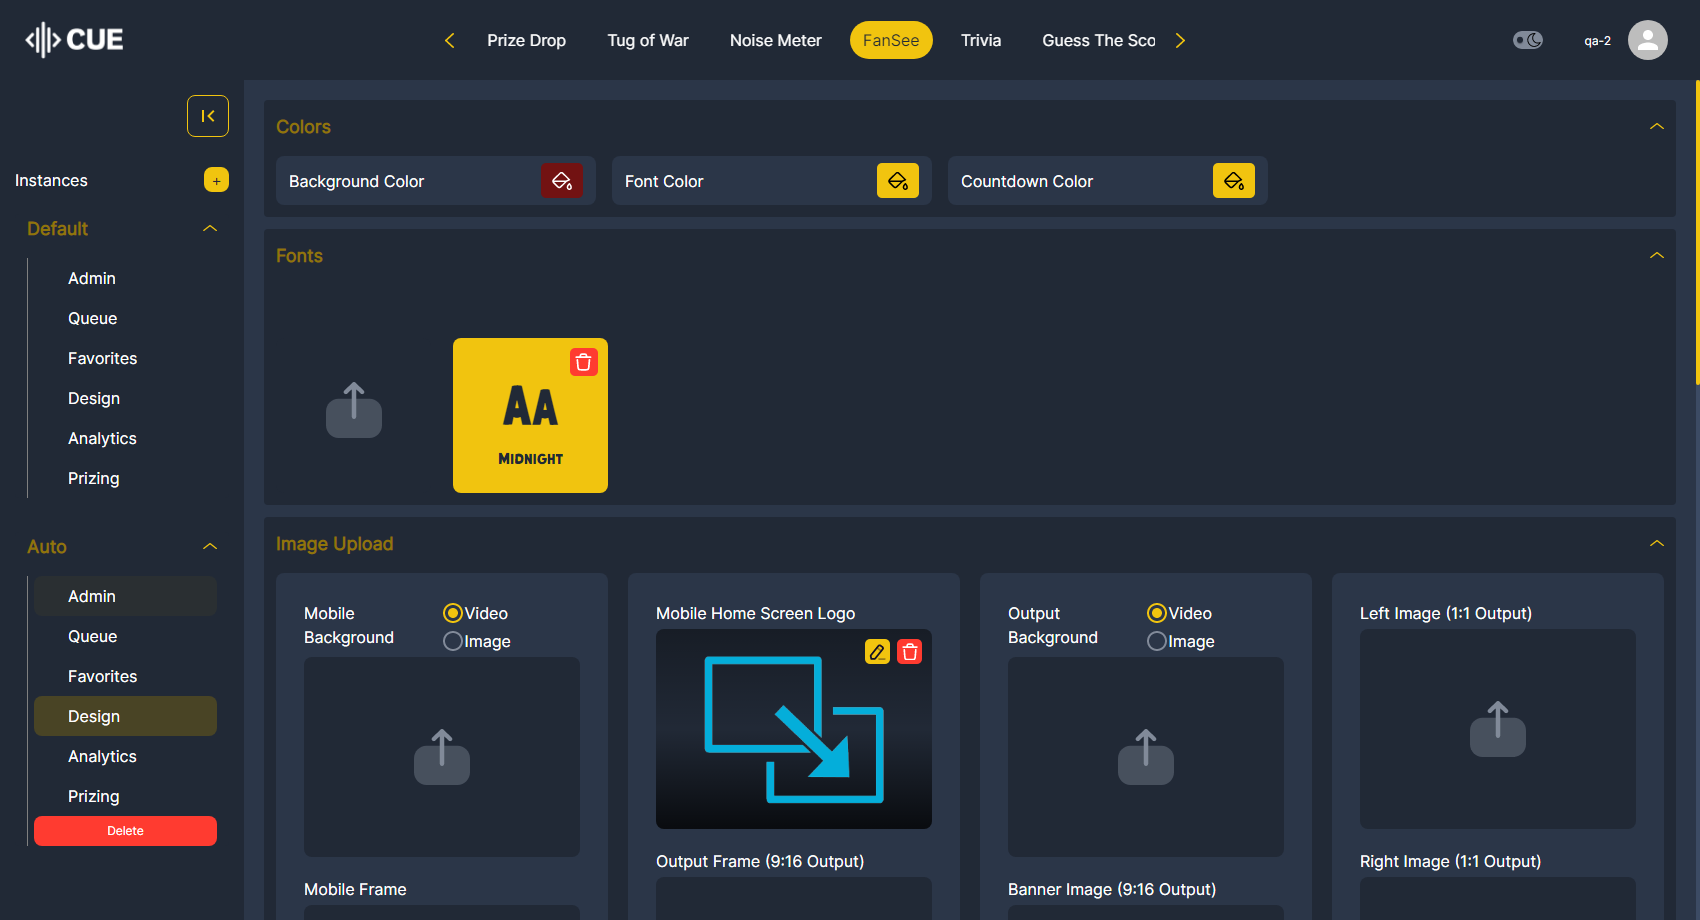 CUE
Prize Drop
Tug of War
Noise Meter
FanSee
Trivia
Guess The Sco
qa-2
Instances
+
Default
Admin
Queue
Favorites
Design
Analytics
Prizing
Auto
Admin
Queue
Favorites
Design
Analytics
Prizing
Delete
Colors
Background Color
Font Color
Countdown Color
Fonts
AA
MIDNIGHT
Image Upload
Mobile
Background
Video
Image
Mobile Home Screen Logo
Output
Background
Video
Image
Left Image (1:1 Output)
Mobile Frame
Output Frame (9:16 Output)
Banner Image (9:16 Output)
Right Image (1:1 Output)